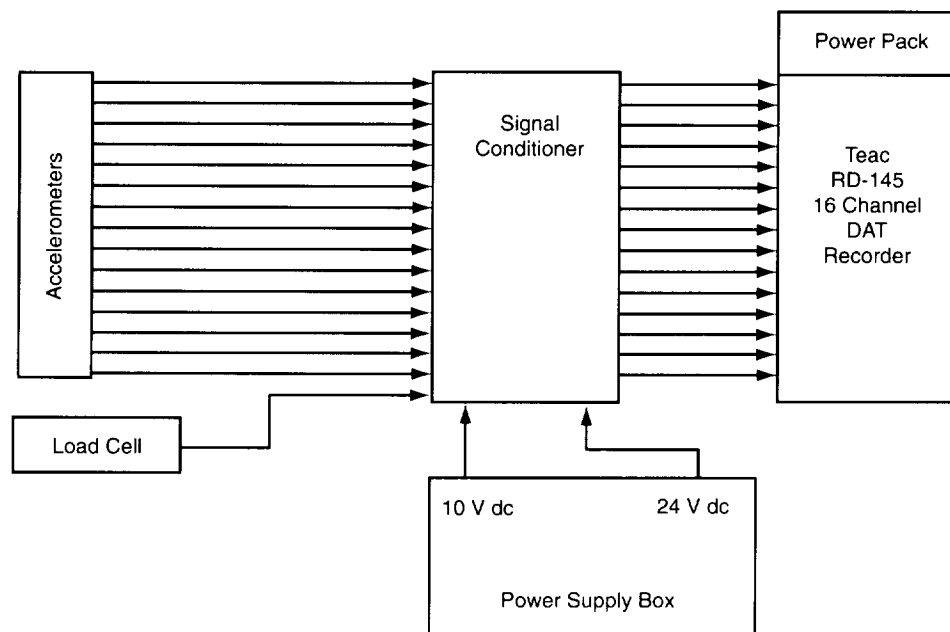 Accelerometers
Load Cell
Signal
Conditioner
Power Pack
Teac
RD-145
16 Channel
DAT
Recorder
10 V dc
24 V dc
Power Supply Box